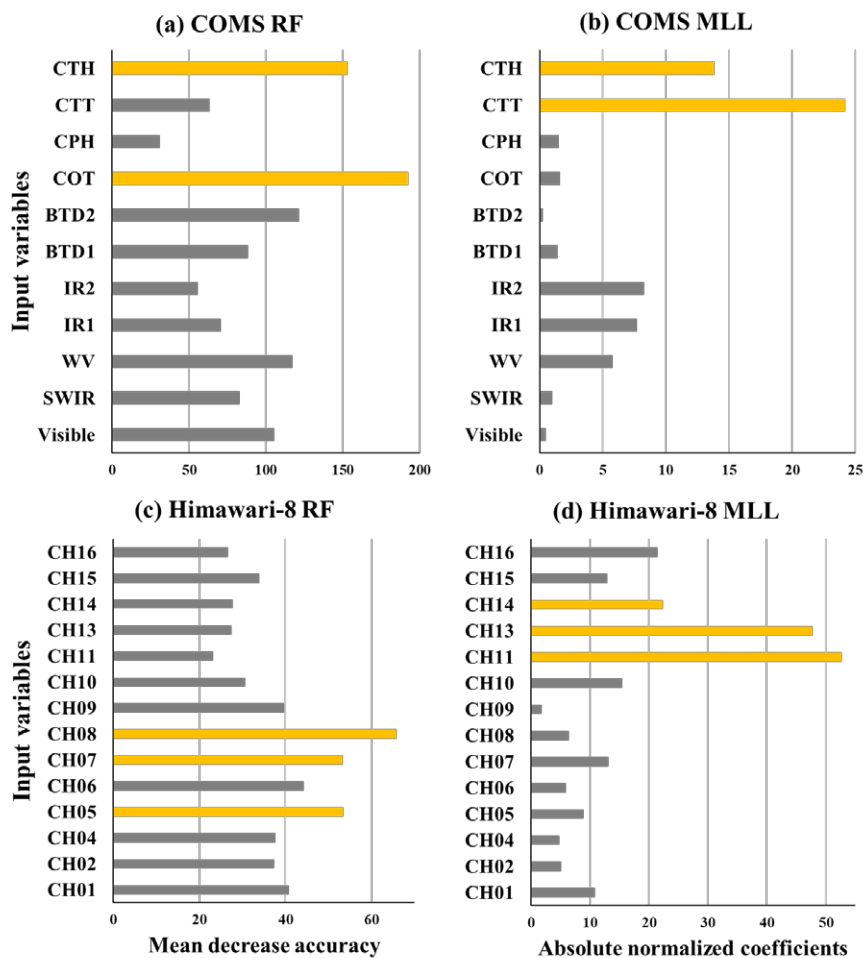 (a) COMS RF
Input variables
CTH
CTT
CPH
COT
BTD2
BTD1
IR2
IR1
WV
SWIR
Visible
0 50 100 150 200
(b) COMS MLL
CTH
CTT
CPH
COT
BTD2
BTD1
IR2
IR1
WV
SWIR
Visible
0 5 10 15 20 25
(c) Himawari-8 RF
Input variables
CH16
CH15
CH14
CH13
CH11
CH10
CH09
CH08
CH07
CH06
CH05
CH04
CH02
CH01
0 20 40 60
Mean decrease accuracy
(d) Himawari-8 MLL
CH16
CH15
CH14
CH13
CH11
CH10
CH09
CH08
CH07
CH06
CH05
CH04
CH02
CH01
0 10 20 30 40 50
Absolute normalized coefficients